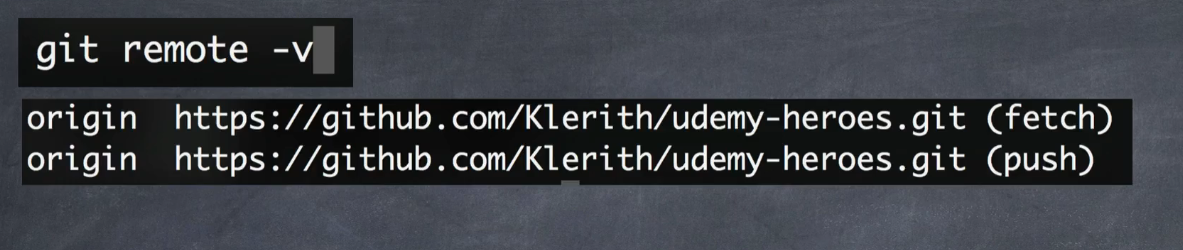 git remote -v
origin  https://github.com/Klerith/udemy-heroes.git (fetch)
origin  https://github.com/Klerith/udemy-heroes.git (push)